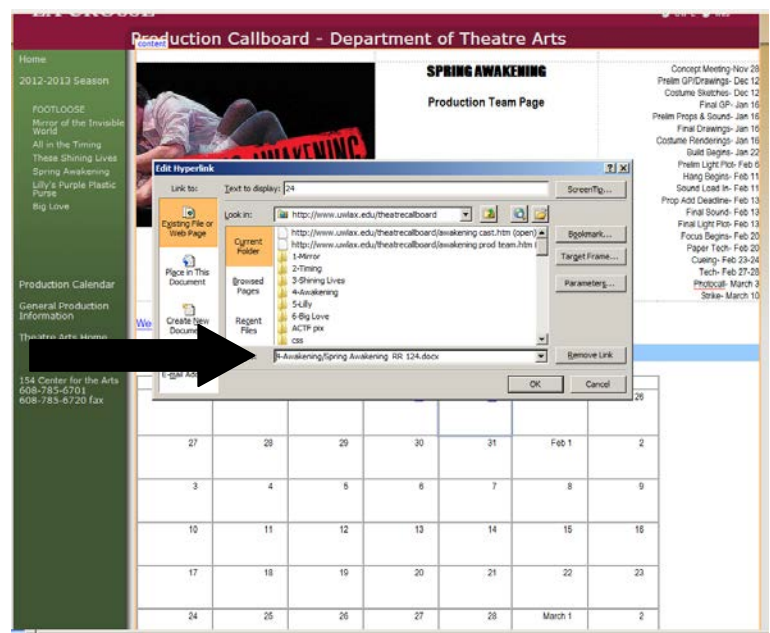 Production Callboard - Department of Theatre Arts
content
Home
2012-2013 Season
FOOTLOOSE
Mirror of the Invisible
World
All in the Timing
These Shining Lives
Spring Awakening
Lilly's Purple Plastic
Purse
Big Love
Production Calendar
General Production
Information
Theatre Arts Home
154 Center for the Arts
608-785-6701
608-785-6720 fax
SPRING AWAKENING
Production Team Page
Concept Meeting-Nov 28
Prelim GP/Drawings- Dec 12
Costume Sketches- Dec 12
Final GP- Jan 16
Prelim Props & Sound- Jan 16
Final Drawings- Jan 16
Costume Renderings- Jan 16
Build Begins- Jan 22
Prelim Light Plot- Feb 6
Hang Begins- Feb 11
Sound Load In- Feb 11
Prop Add Deadline- Feb 13
Final Sound- Feb 13
Final Light Plot- Feb 13
Focus Begins- Feb 20
Paper Tech- Feb 20
Cueing- Feb 23-24
Tech- Feb 27-28
Photocall- March 3
Strike- March 10
Edit Hyperlink
Link to:
Text to display: 24
ScreenTip...
Existing File or
Web Page
Place in This
Document
Create New
Document
E-mail Address
Look in: http://www.uwlax.edu/theatrecallboard
Current
Folder
Browsed
Pages
Recent
Files
http://www.uwlax.edu/theatrecallboard/awakening cast.htm (open)
http://www.uwlax.edu/theatrecallboard/awakening prod team.htm (
1-Mirror
2-Timing
3-Shining Lives
4-Awakening
5-Lilly
6-Big Love
ACTF pix
css
Bookmark...
Target Frame...
Parameters...
4-Awakening/Spring Awakening RR 124.docx
Remove Link
OK
Cancel
We
26
27 28 29 30 31 Feb 1 2
3 4 5 6 7 8 9
10 11 12 13 14 15 16
17 18 19 20 21 22 23
24 25 26 27 28 March 1 2